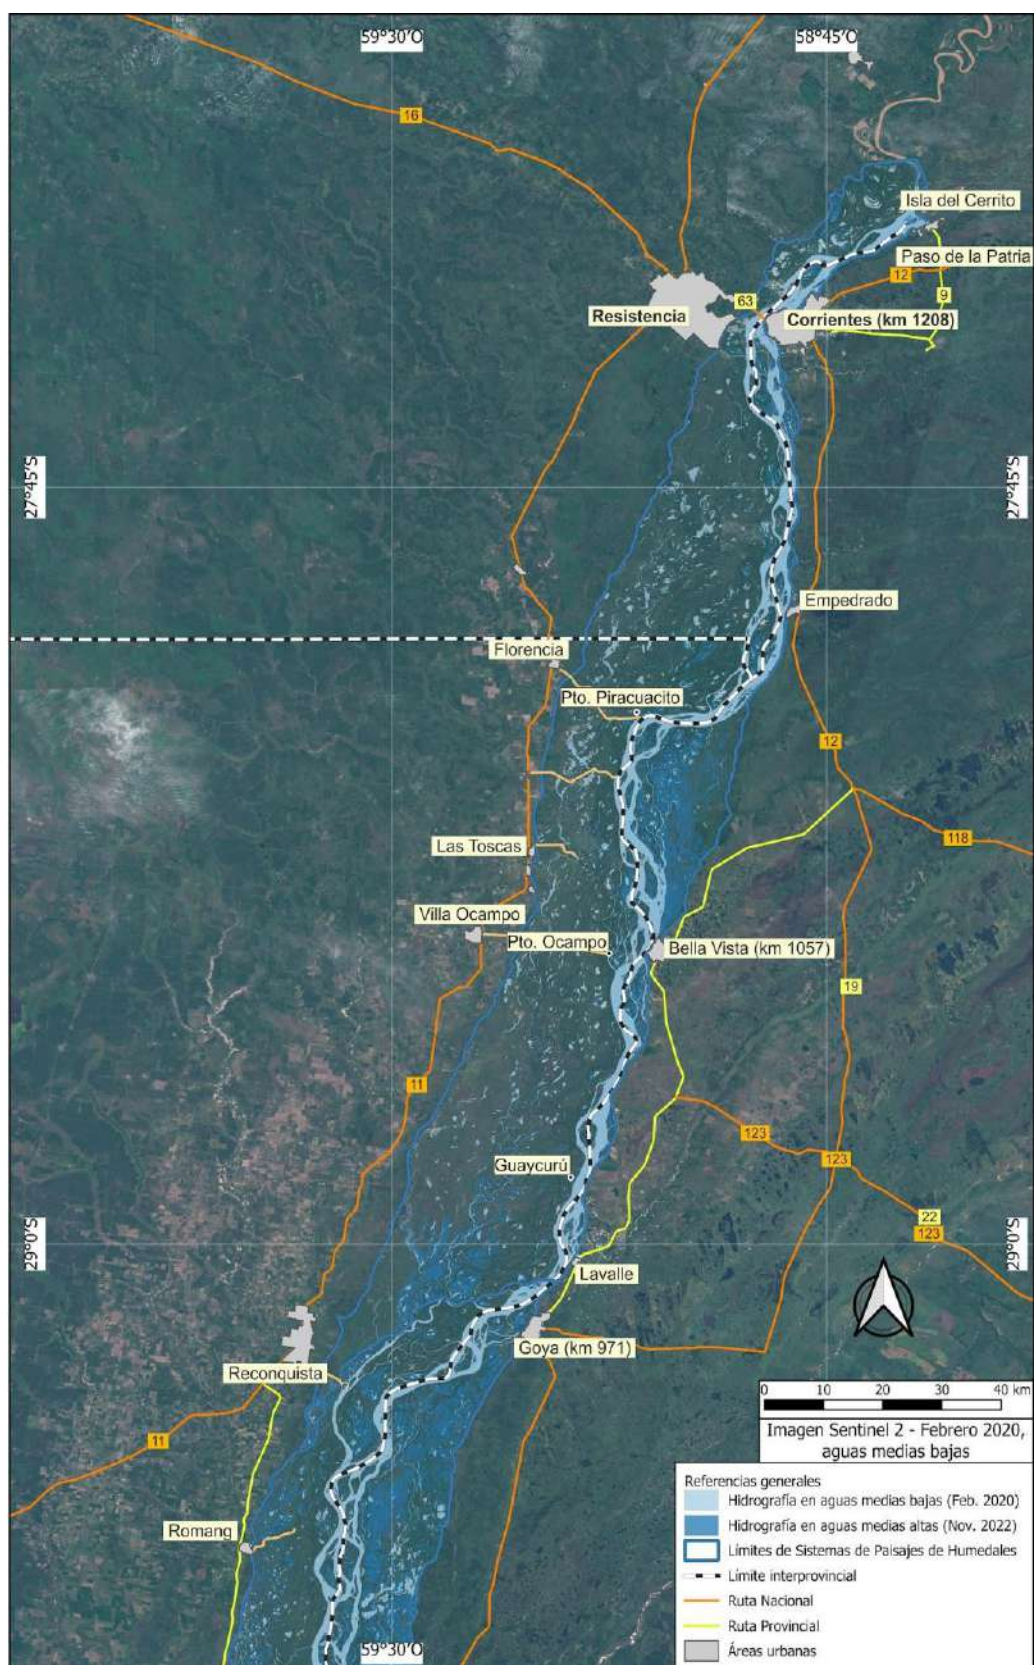 59°30'O
58°45'O
16
Isla del Cerrito
Paso de la Patria
12
9
63
Resistencia
Corrientes (km 1208)
27°45'S
27°45'S
Empedrado
Florencia
Pto. Piracuacito
12
118
Las Toscas
Villa Ocampo
Pto. Ocampo
Bella Vista (km 1057)
19
11
123
123
Guaycurú
22
123
29°0'S
29°0'S
Lavalle
Goya (km 971)
Reconquista
0 10 20 30 40 km
Imagen Sentinel 2 - Febrero 2020,
aguas medias bajas
11
Romang
Referencias generales
Hidrografía en aguas medias bajas (Feb. 2020)
Hidrografía en aguas medias altas (Nov. 2022)
Límites de Sistemas de Paisajes de Humedales
Límite interprovincial
Ruta Nacional
Ruta Provincial
Áreas urbanas
59°30'O